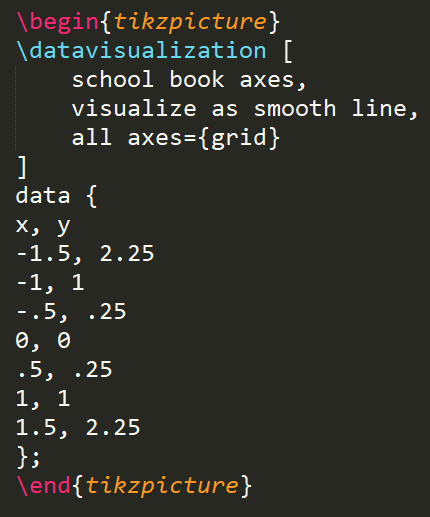 \begin{tikzpicture}
\datavisualization [
    school book axes,
    visualize as smooth line,
    all axes={grid}
]
data {
x, y
-1.5, 2.25
-1, 1
-.5, .25
0, 0
.5, .25
1, 1
1.5, 2.25
};
\end{tikzpicture}